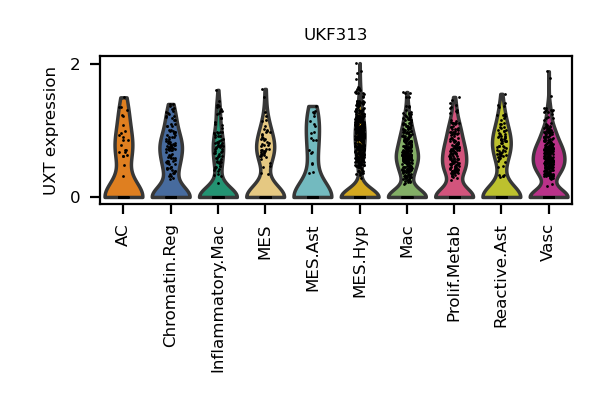 UKF313
UXT expression
2
0
AC
Chromatin.Reg
Inflammatory.Mac
MES
MES.Ast
MES.Hyp
Mac
Prolif.Metab
Reactive.Ast
Vasc